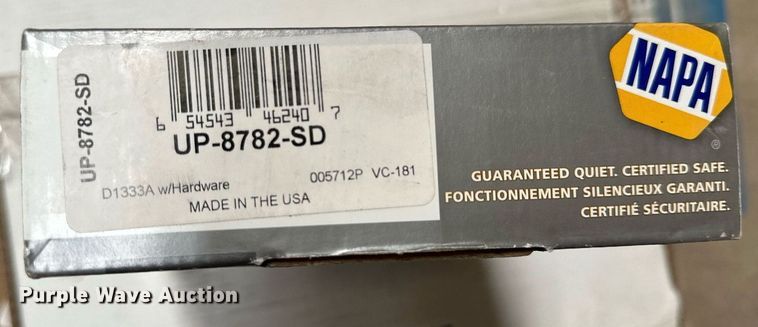 UP-8782-SD
6 54543 46240 7
UP-8782-SD
D1333A w/Hardware 005712P VC-181
MADE IN THE USA
NAPA
®
GUARANTEED QUIET. CERTIFIED SAFE.
FONCTIONNEMENT SILENCIEUX GARANTI.
CERTIFIÉ SÉCURITAIRE.
Purple Wave Auction